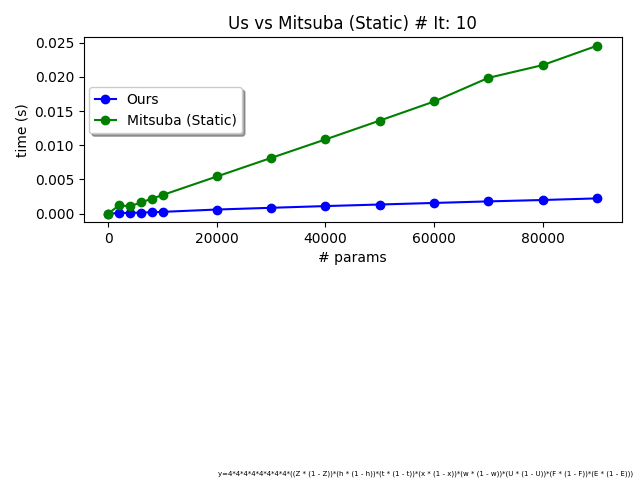 Us vs Mitsuba (Static) # It: 10
time (s)
0.025
0.020
0.015
0.010
0.005
0.000
Ours
Mitsuba (Static)
0 20000 40000 60000 80000
# params
y=4*4*4*4*4*4*4*4*((Z * (1 - Z))*(h * (1 - h))*(t * (1 - t))*(x * (1 - x))*(w * (1 - w))*(U * (1 - U))*(F * (1 - F))*(E * (1 - E)))